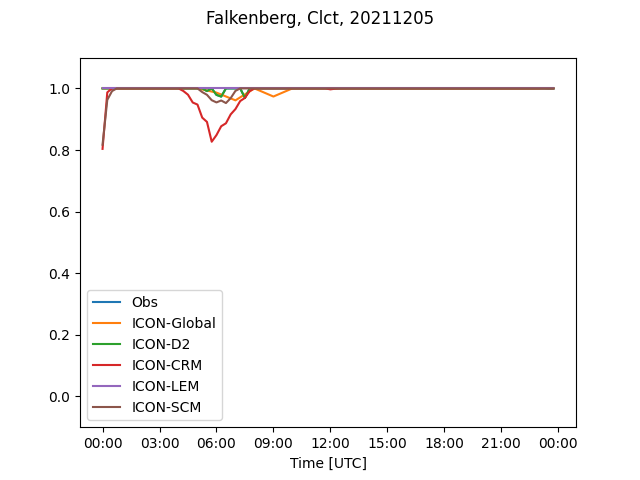 Falkenberg, Clct, 20211205
1.0
0.8
0.6
0.4
0.2
0.0
Obs
ICON-Global
ICON-D2
ICON-CRM
ICON-LEM
ICON-SCM
00:00 03:00 06:00 09:00 12:00 15:00 18:00 21:00 00:00
Time [UTC]